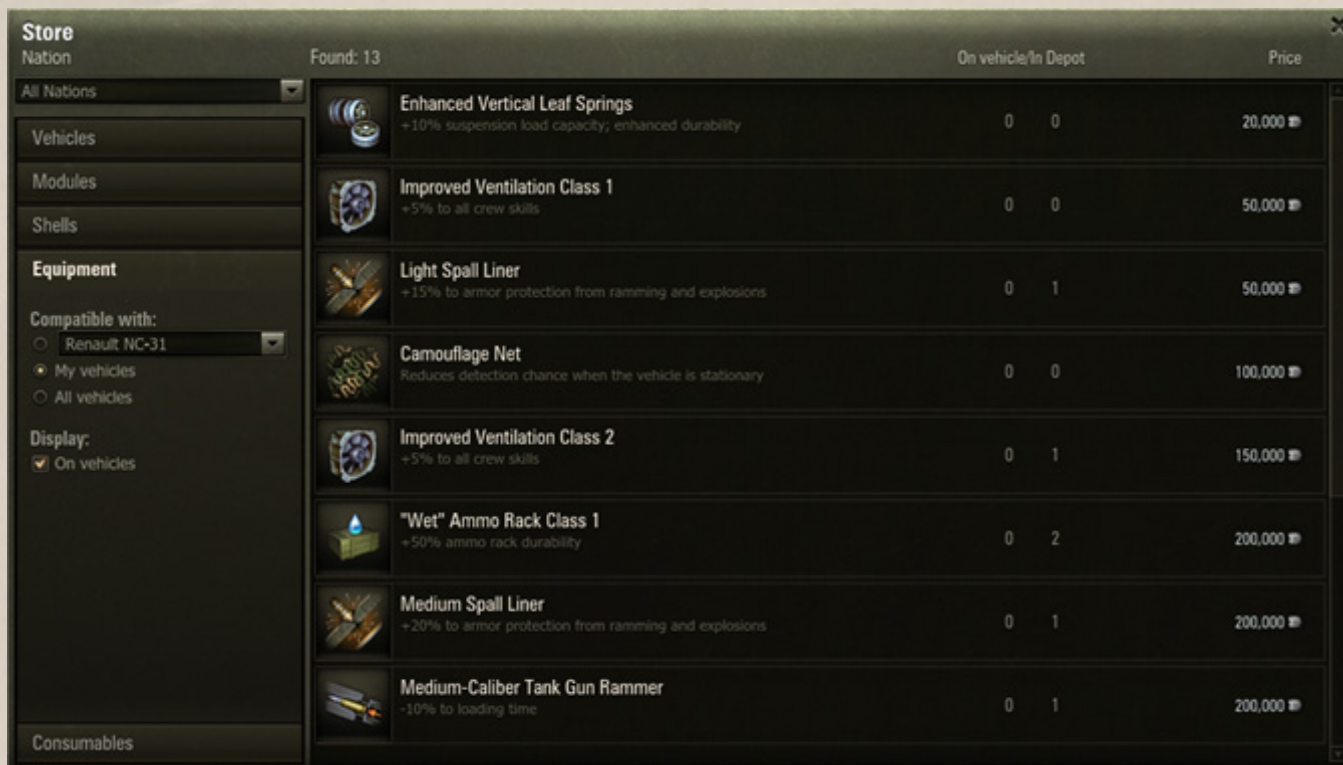 Store
Nation
Found: 13
On vehicle/In Depot
Price
All Nations
Vehicles
Modules
Shells
Equipment
Compatible with:
Renault NC-31
My vehicles
All vehicles
Display:
On vehicles
Consumables
Enhanced Vertical Leaf Springs
+10% suspension load capacity; enhanced durability
0 0 20,000
Improved Ventilation Class 1
+5% to all crew skills
0 0 50,000
Light Spall Liner
+15% to armor protection from ramming and explosions
0 1 50,000
Camouflage Net
Reduces detection chance when the vehicle is stationary
0 0 100,000
Improved Ventilation Class 2
+5% to all crew skills
0 1 150,000
"Wet" Ammo Rack Class 1
+50% ammo rack durability
0 2 200,000
Medium Spall Liner
+20% to armor protection from ramming and explosions
0 1 200,000
Medium-Caliber Tank Gun Rammer
-10% to loading time
0 1 200,000